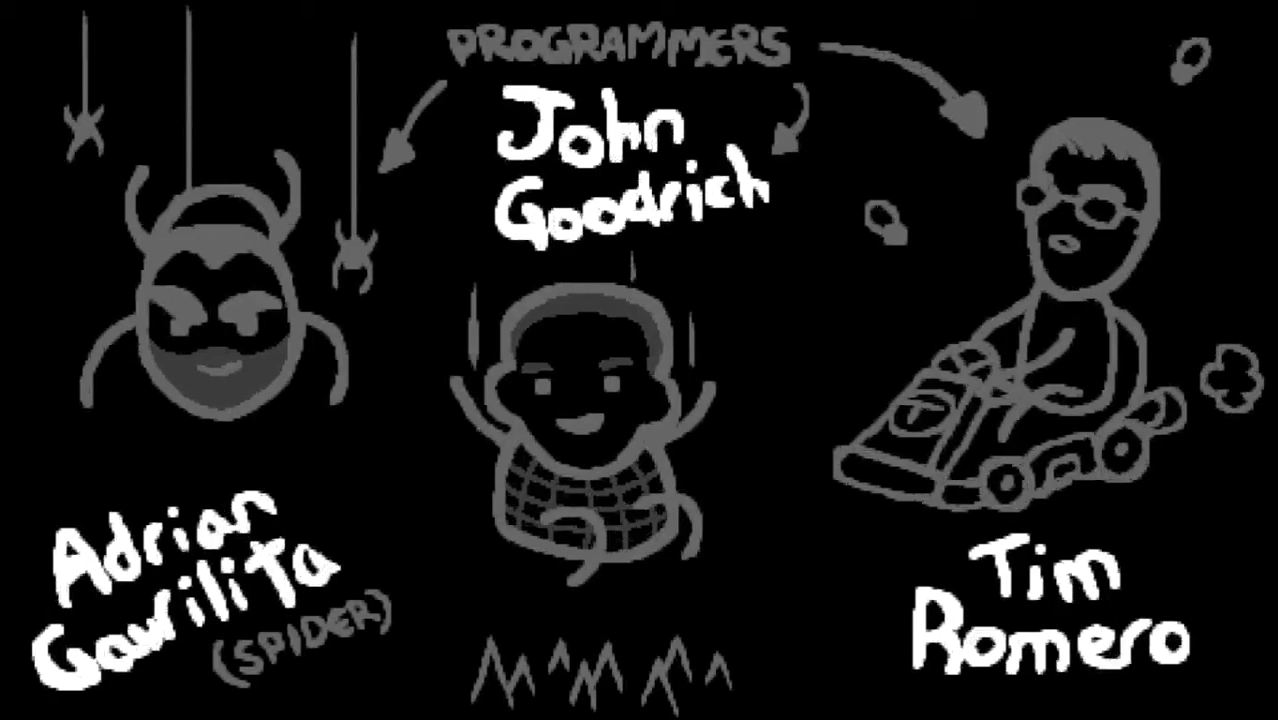 PROGRAMMERS
John
Goodrich
Adrian
Gavrilita
(SPIDER)
T
Tim
Romero